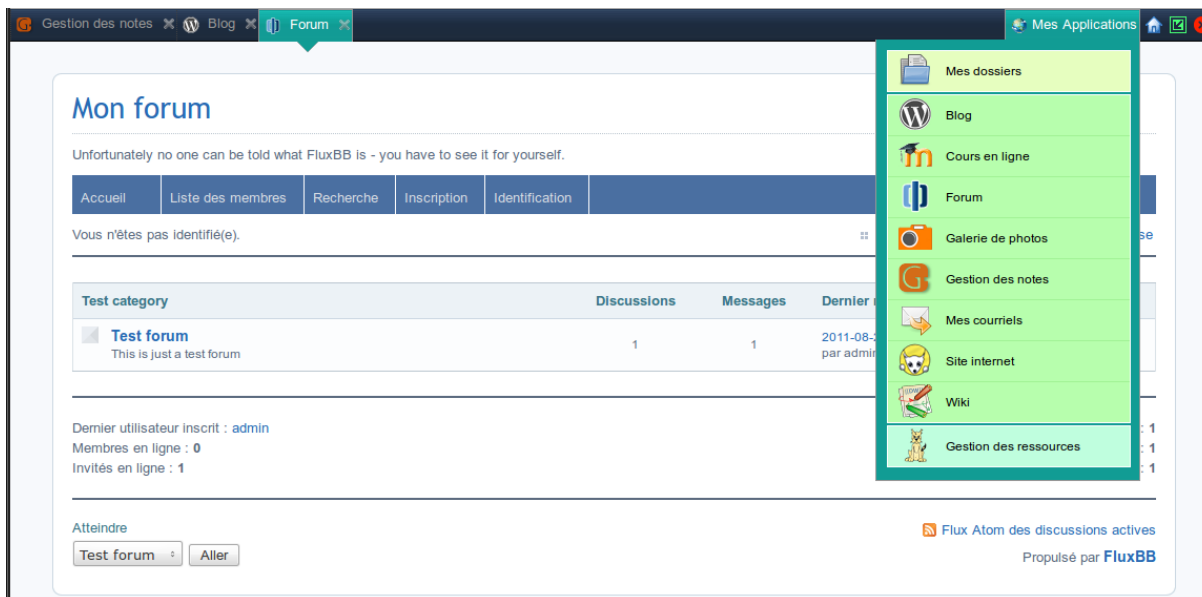 Gestion des notes Blog Forum Mes Applications
Mes dossiers
Blog
Cours en ligne
Forum
Galerie de photos
Gestion des notes
Mes courriels
Site internet
Wiki
Gestion des ressources
Mon forum
Unfortunately no one can be told what FluxBB is - you have to see it for yourself.
Accueil Liste des membres Recherche Inscription Identification
Vous n'êtes pas identifié(e).
Test category Discussions Messages Dernier
Test forum 1 1 2011-08-
This is just a test forum par admin
Dernier utilisateur inscrit : admin : 1
Membres en ligne : 0 : 1
Invités en ligne : 1 : 1
Atteindre
Flux Atom des discussions actives
Test forum Aller
Propulsé par FluxBB